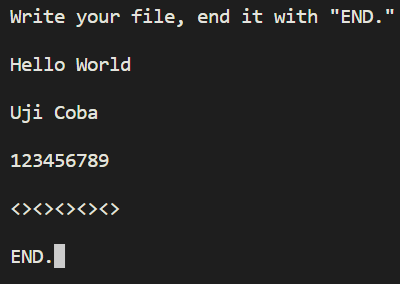 Write your file, end it with "END."
Hello World
Uji Coba
123456789
<><><><><>
END.